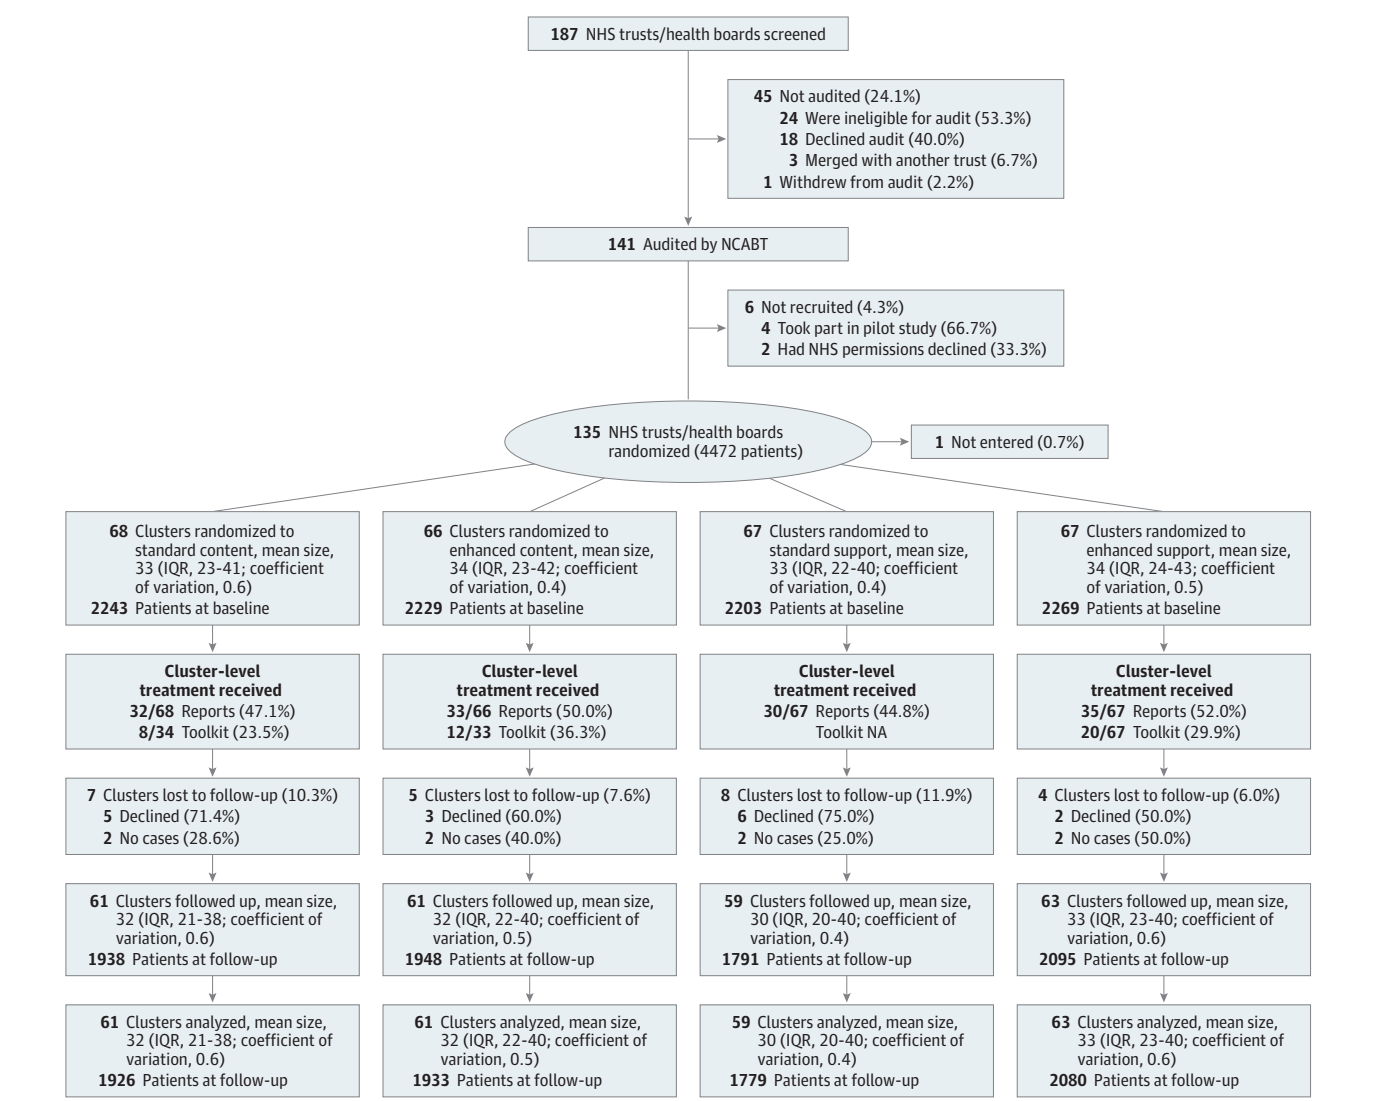 187 NHS trusts/health boards screened
45 Not audited (24.1%)
24 Were ineligible for audit (53.3%)
18 Declined audit (40.0%)
3 Merged with another trust (6.7%)
1 Withdrew from audit (2.2%)
141 Audited by NCABT
6 Not recruited (4.3%)
4 Took part in pilot study (66.7%)
2 Had NHS permissions declined (33.3%)
135 NHS trusts/health boards
randomized (4472 patients)
1 Not entered (0.7%)
68 Clusters randomized to
standard content, mean size,
33 (IQR, 23-41; coefficient
of variation, 0.6)
2243 Patients at baseline
66 Clusters randomized to
enhanced content, mean size,
34 (IQR, 23-42; coefficient
of variation, 0.4)
2229 Patients at baseline
67 Clusters randomized to
standard support, mean size,
33 (IQR, 22-40; coefficient
of variation, 0.4)
2203 Patients at baseline
67 Clusters randomized to
enhanced support, mean size,
34 (IQR, 24-43; coefficient
of variation, 0.5)
2269 Patients at baseline
Cluster-level
treatment received
32/68 Reports (47.1%)
8/34 Toolkit (23.5%)
Cluster-level
treatment received
33/66 Reports (50.0%)
12/33 Toolkit (36.3%)
Cluster-level
treatment received
30/67 Reports (44.8%)
Toolkit NA
Cluster-level
treatment received
35/67 Reports (52.0%)
20/67 Toolkit (29.9%)
7 Clusters lost to follow-up (10.3%)
5 Declined (71.4%)
2 No cases (28.6%)
5 Clusters lost to follow-up (7.6%)
3 Declined (60.0%)
2 No cases (40.0%)
8 Clusters lost to follow-up (11.9%)
6 Declined (75.0%)
2 No cases (25.0%)
4 Clusters lost to follow-up (6.0%)
2 Declined (50.0%)
2 No cases (50.0%)
61 Clusters followed up, mean size,
32 (IQR, 21-38; coefficient of
variation, 0.6)
1938 Patients at follow-up
61 Clusters followed up, mean size,
32 (IQR, 22-40; coefficient of
variation, 0.5)
1948 Patients at follow-up
59 Clusters followed up, mean size,
30 (IQR, 20-40; coefficient of
variation, 0.4)
1791 Patients at follow-up
63 Clusters followed up, mean size,
33 (IQR, 23-40; coefficient of
variation, 0.6)
2095 Patients at follow-up
61 Clusters analyzed, mean size,
32 (IQR, 21-38; coefficient of
variation, 0.6)
1926 Patients at follow-up
61 Clusters analyzed, mean size,
32 (IQR, 22-40; coefficient of
variation, 0.5)
1933 Patients at follow-up
59 Clusters analyzed, mean size,
30 (IQR, 20-40; coefficient of
variation, 0.4)
1779 Patients at follow-up
63 Clusters analyzed, mean size,
33 (IQR, 23-40; coefficient of
variation, 0.6)
2080 Patients at follow-up